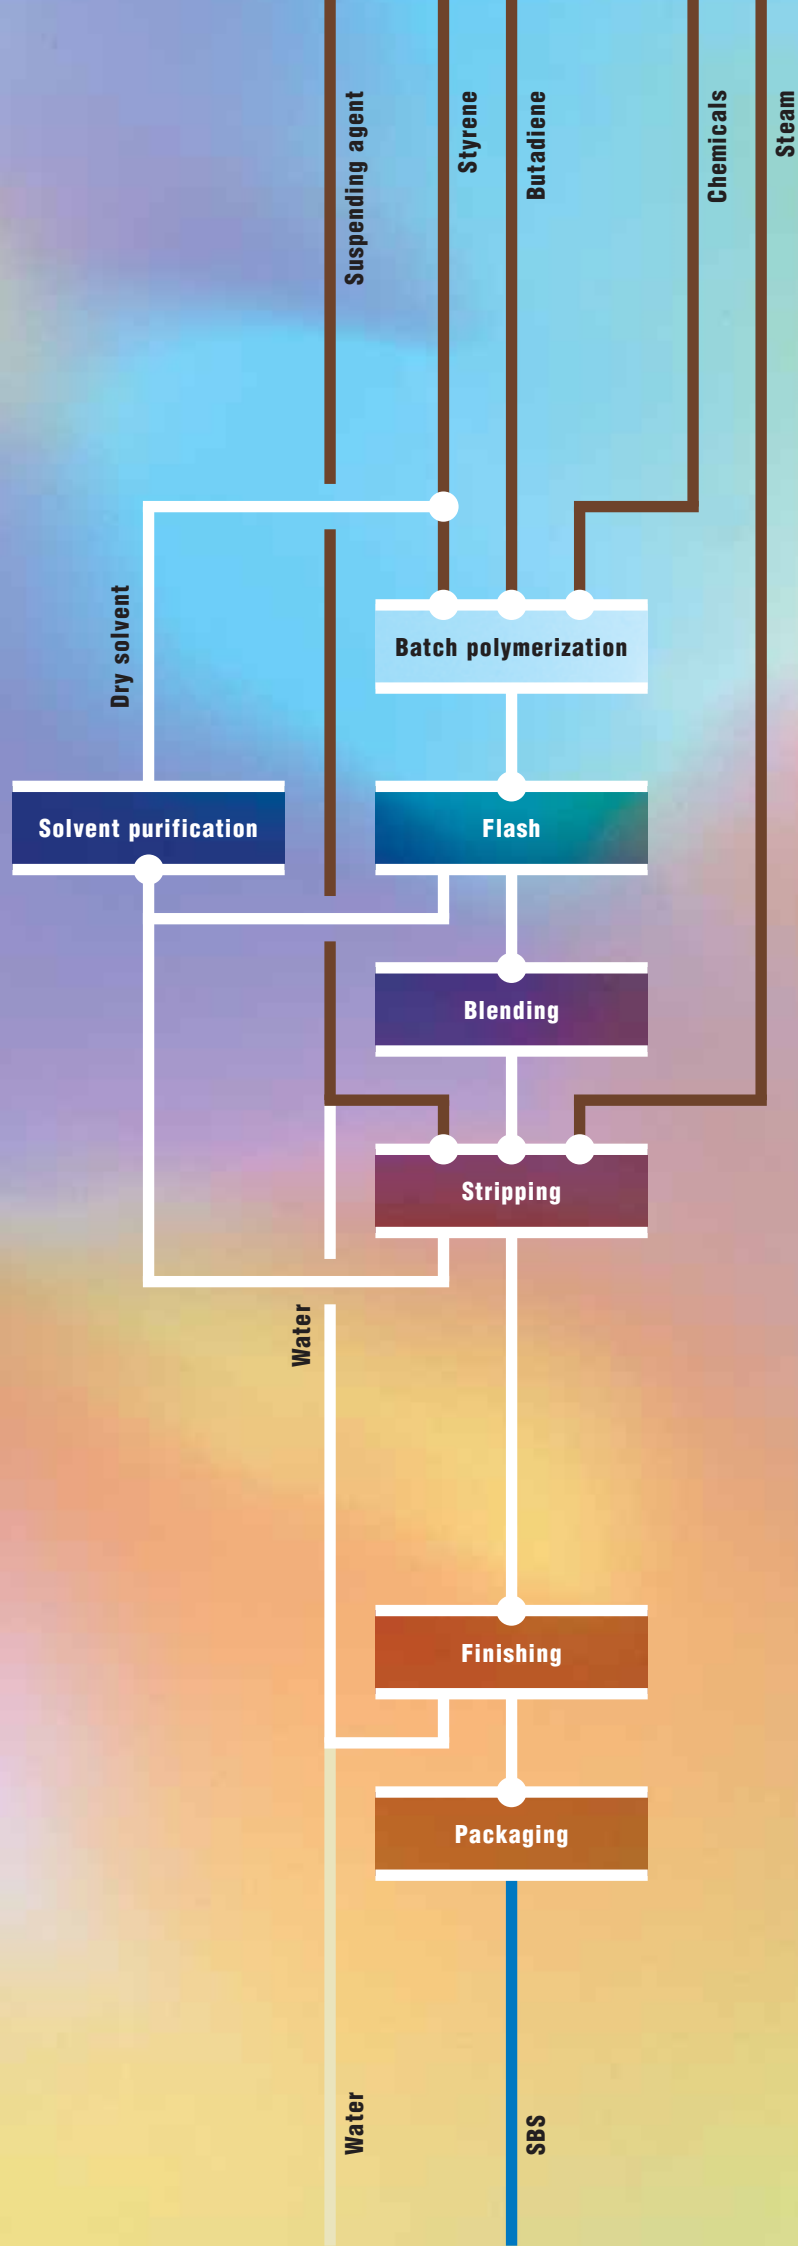 Suspending agent
Styrene
Butadiene
Chemicals
Steam
Dry solvent
Batch polymerization
Solvent purification
Flash
Blending
Stripping
Water
Finishing
Packaging
Water
SBS